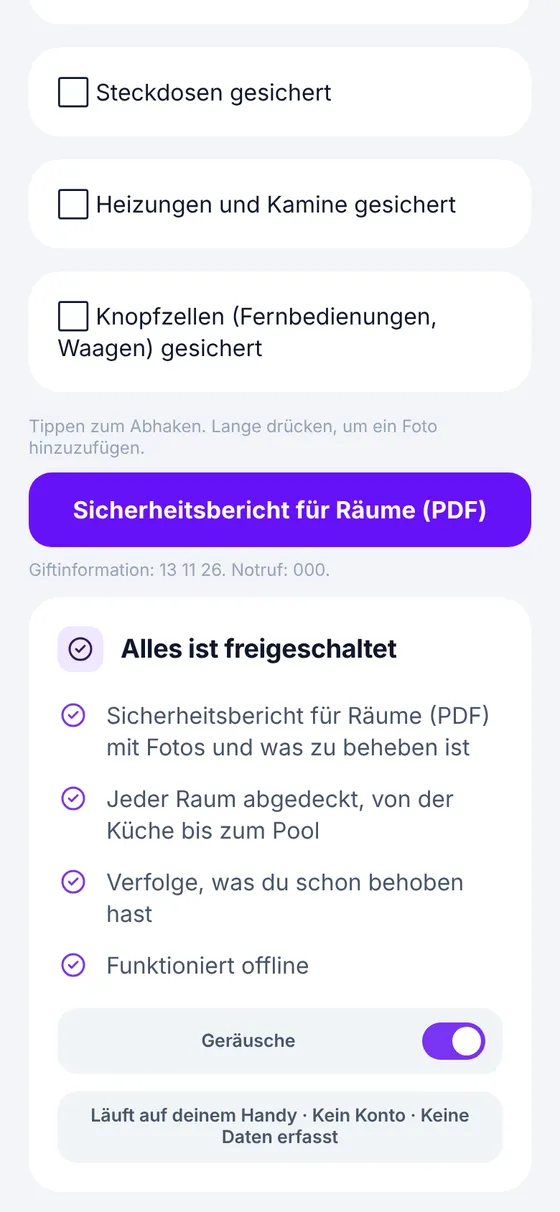 Steckdosen gesichert
Heizungen und Kamine gesichert
Knopfzellen (Fernbedienungen,
Waagen) gesichert
Tippen zum Abhaken. Lange drücken, um ein Foto
hinzuzufügen.
Sicherheitsbericht für Räume (PDF)
Giftinformation: 13 11 26. Notruf: 000.
Alles ist freigeschaltet
Sicherheitsbericht für Räume (PDF)
mit Fotos und was zu beheben ist
Jeder Raum abgedeckt, von der
Küche bis zum Pool
Verfolge, was du schon behoben
hast
Funktioniert offline
Geräusche
Läuft auf deinem Handy · Kein Konto · Keine
Daten erfasst